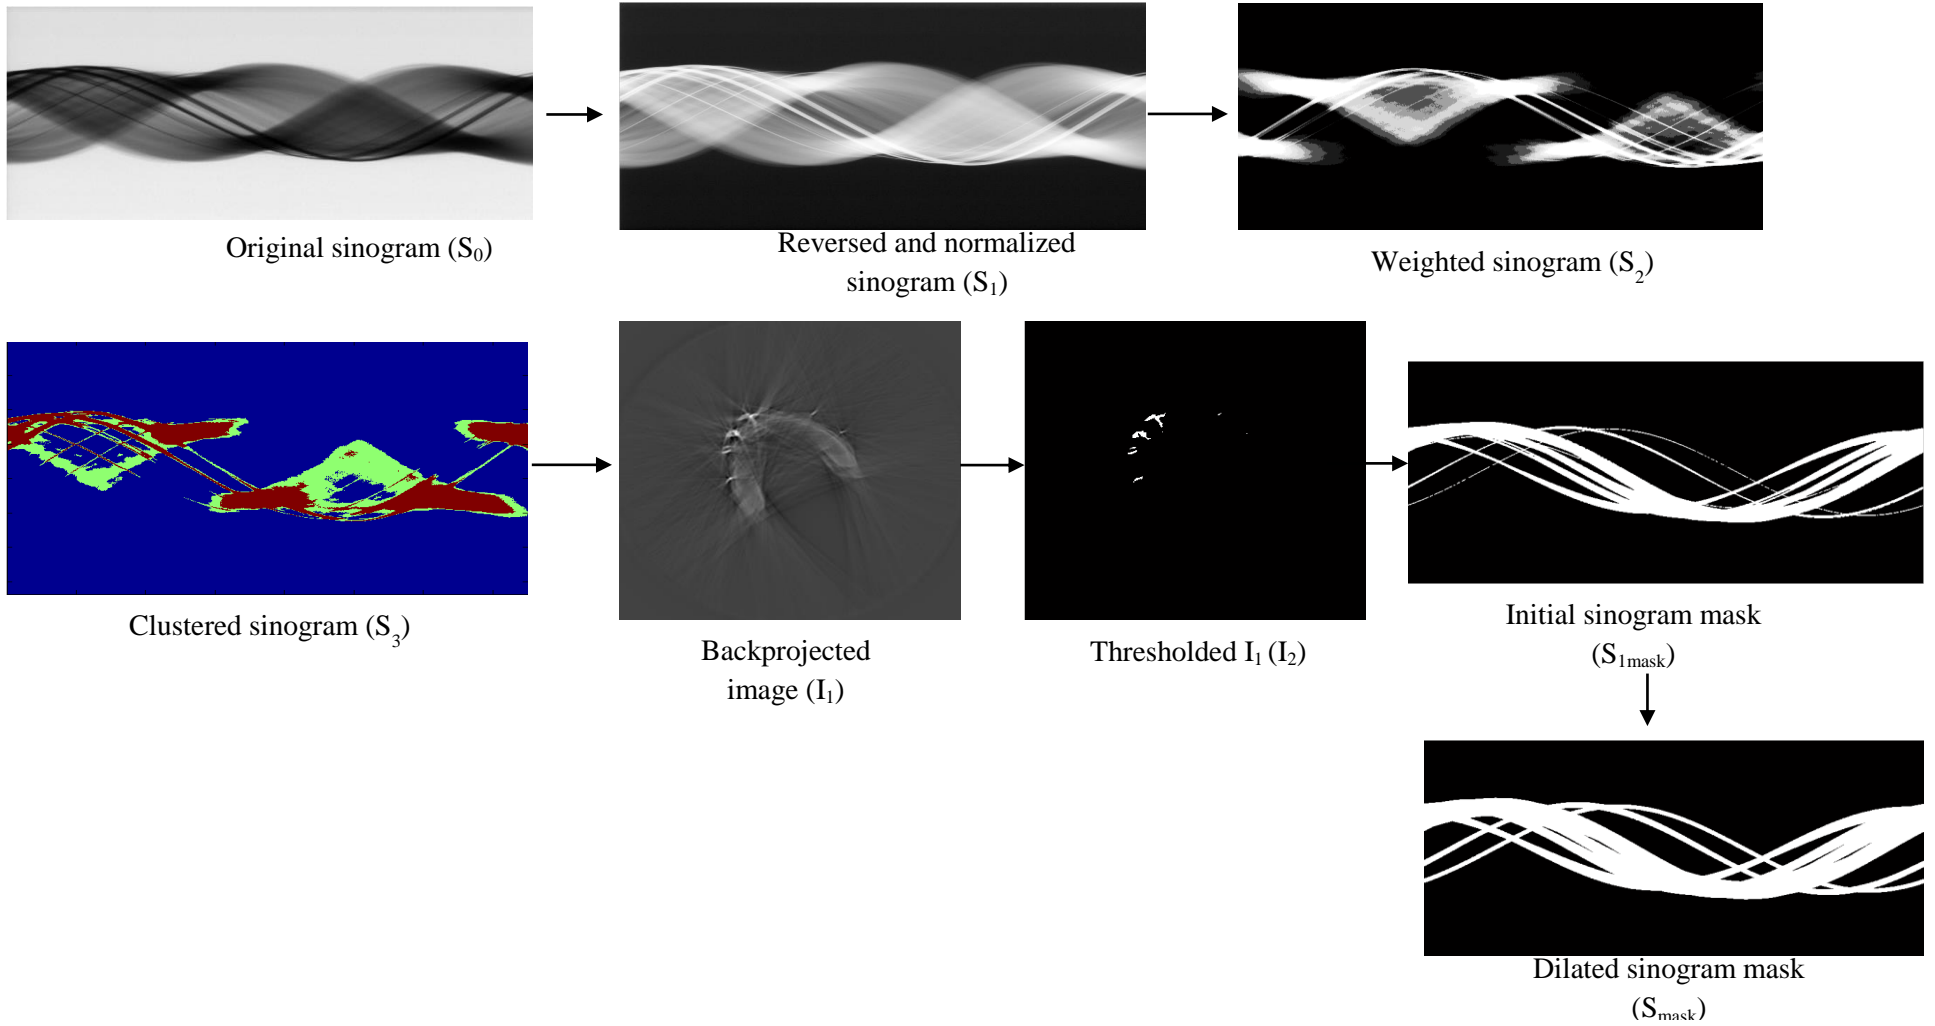 Original sinogram (S0)
Reversed and normalized
sinogram (S1)
Weighted sinogram (S2)
Clustered sinogram (S3)
Backprojected
image (I1)
Thresholded I1 (I2)
Initial sinogram mask
(S1mask)
Dilated sinogram mask
(Smask)